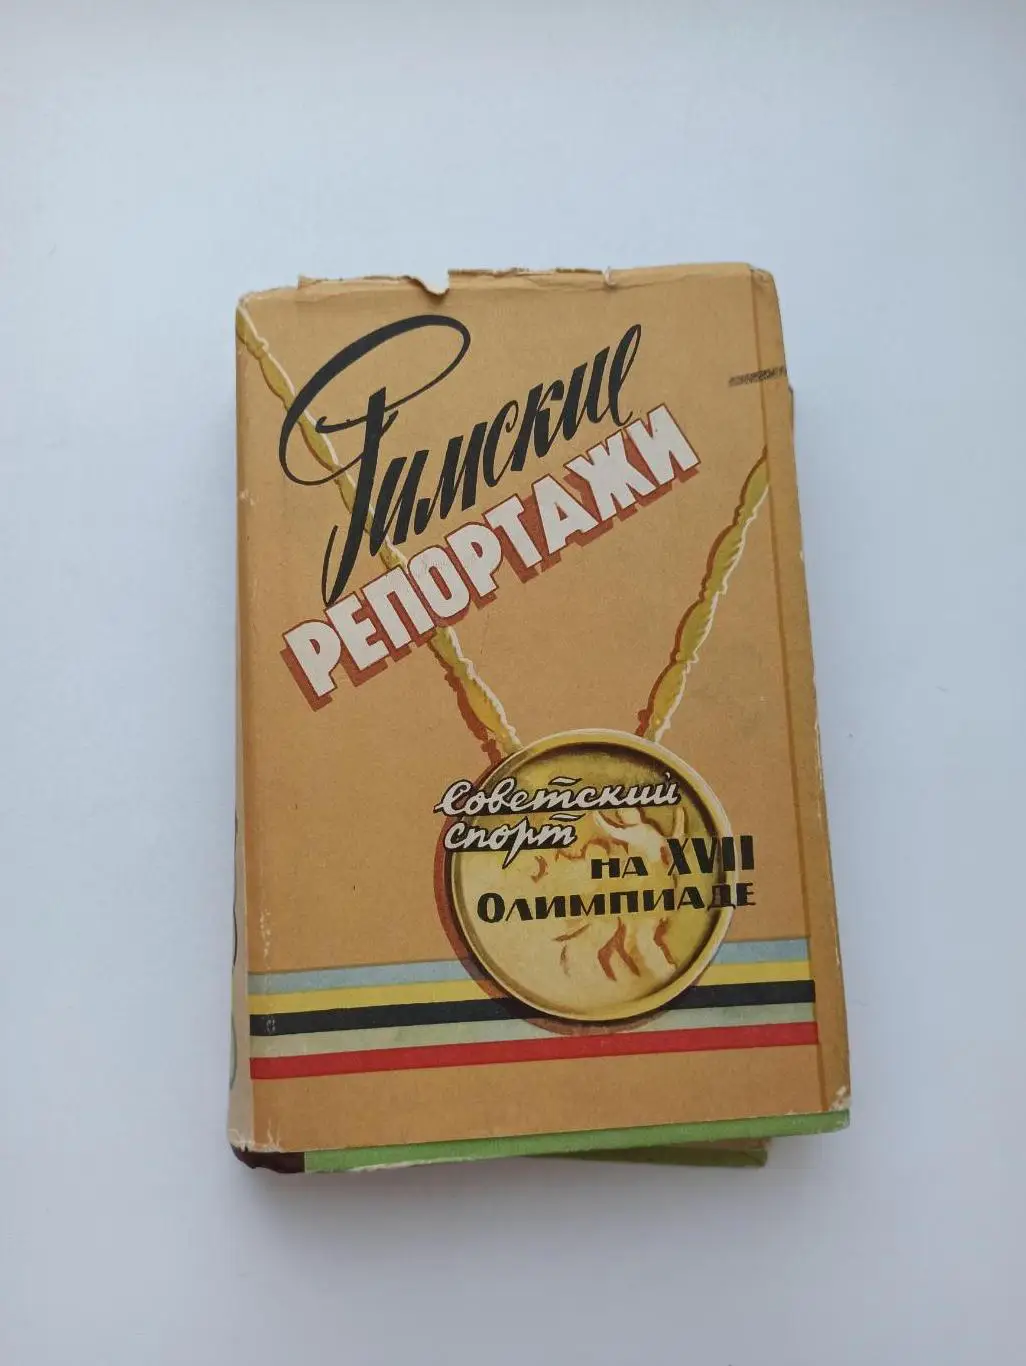 Римские
РЕПОРТАЖИ
Советский
спорт
НА XVII
ОЛИМПИАДЕ